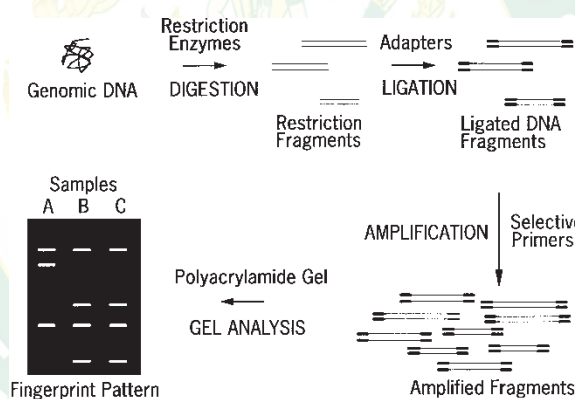 Restriction
Enzymes
Adapters
Genomic DNA
DIGESTION
LIGATION
Restriction
Fragments
Ligated DNA
Fragments
Samples
A B C
AMPLIFICATION
Selective
Primers
Polyacrylamide Gel
GEL ANALYSIS
Fingerprint Pattern
Amplified Fragments